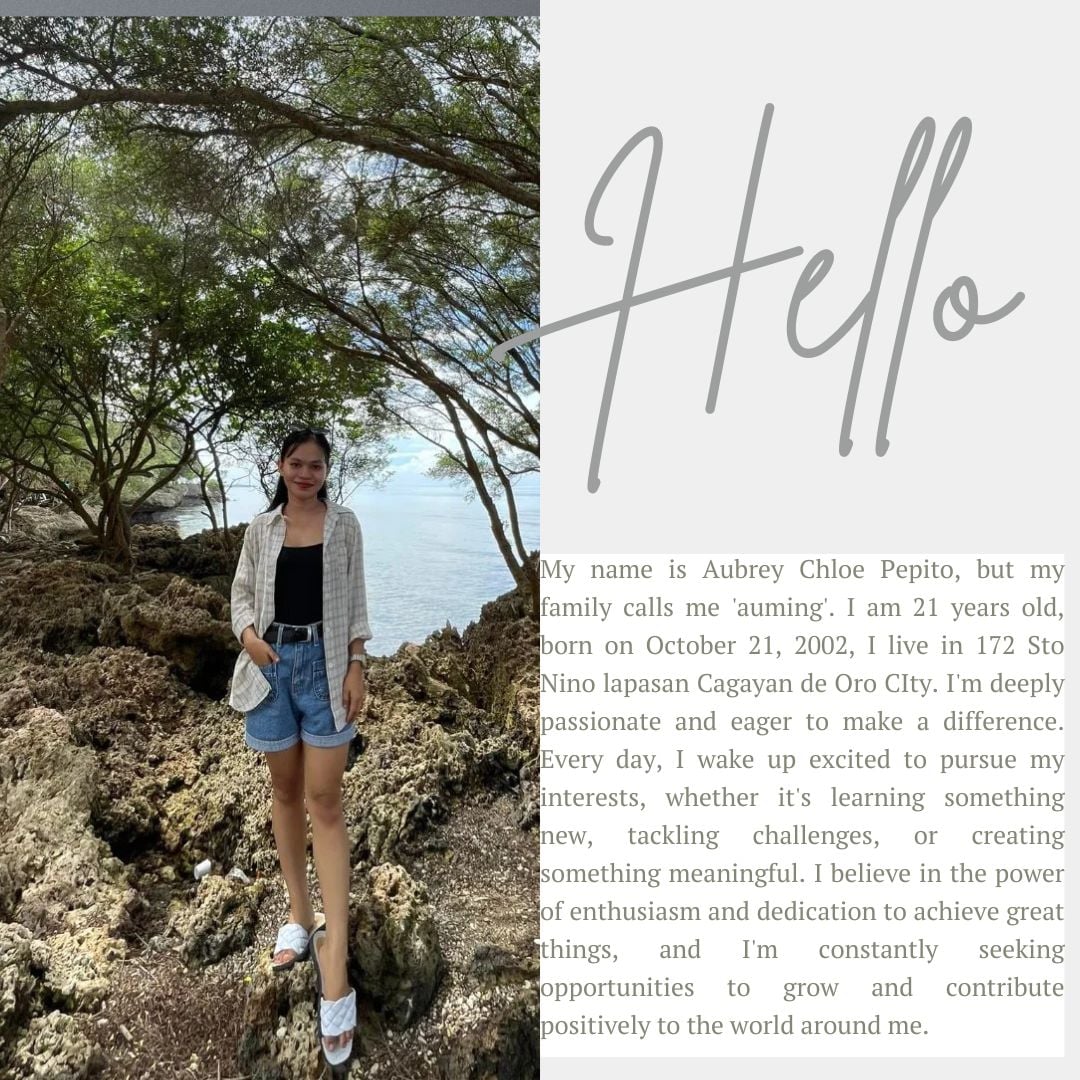 Hello
My name is Aubrey Chloe Pepito, but my
family calls me 'auming'. I am 21 years old,
born on October 21, 2002, I live in 172 Sto
Nino lapasan Cagayan de Oro CIty. I'm deeply
passionate and eager to make a difference.
Every day, I wake up excited to pursue my
interests, whether it's learning something
new, tackling challenges, or creating
something meaningful. I believe in the power
of enthusiasm and dedication to achieve great
things, and I'm constantly seeking
opportunities to grow and contribute
positively to the world around me.